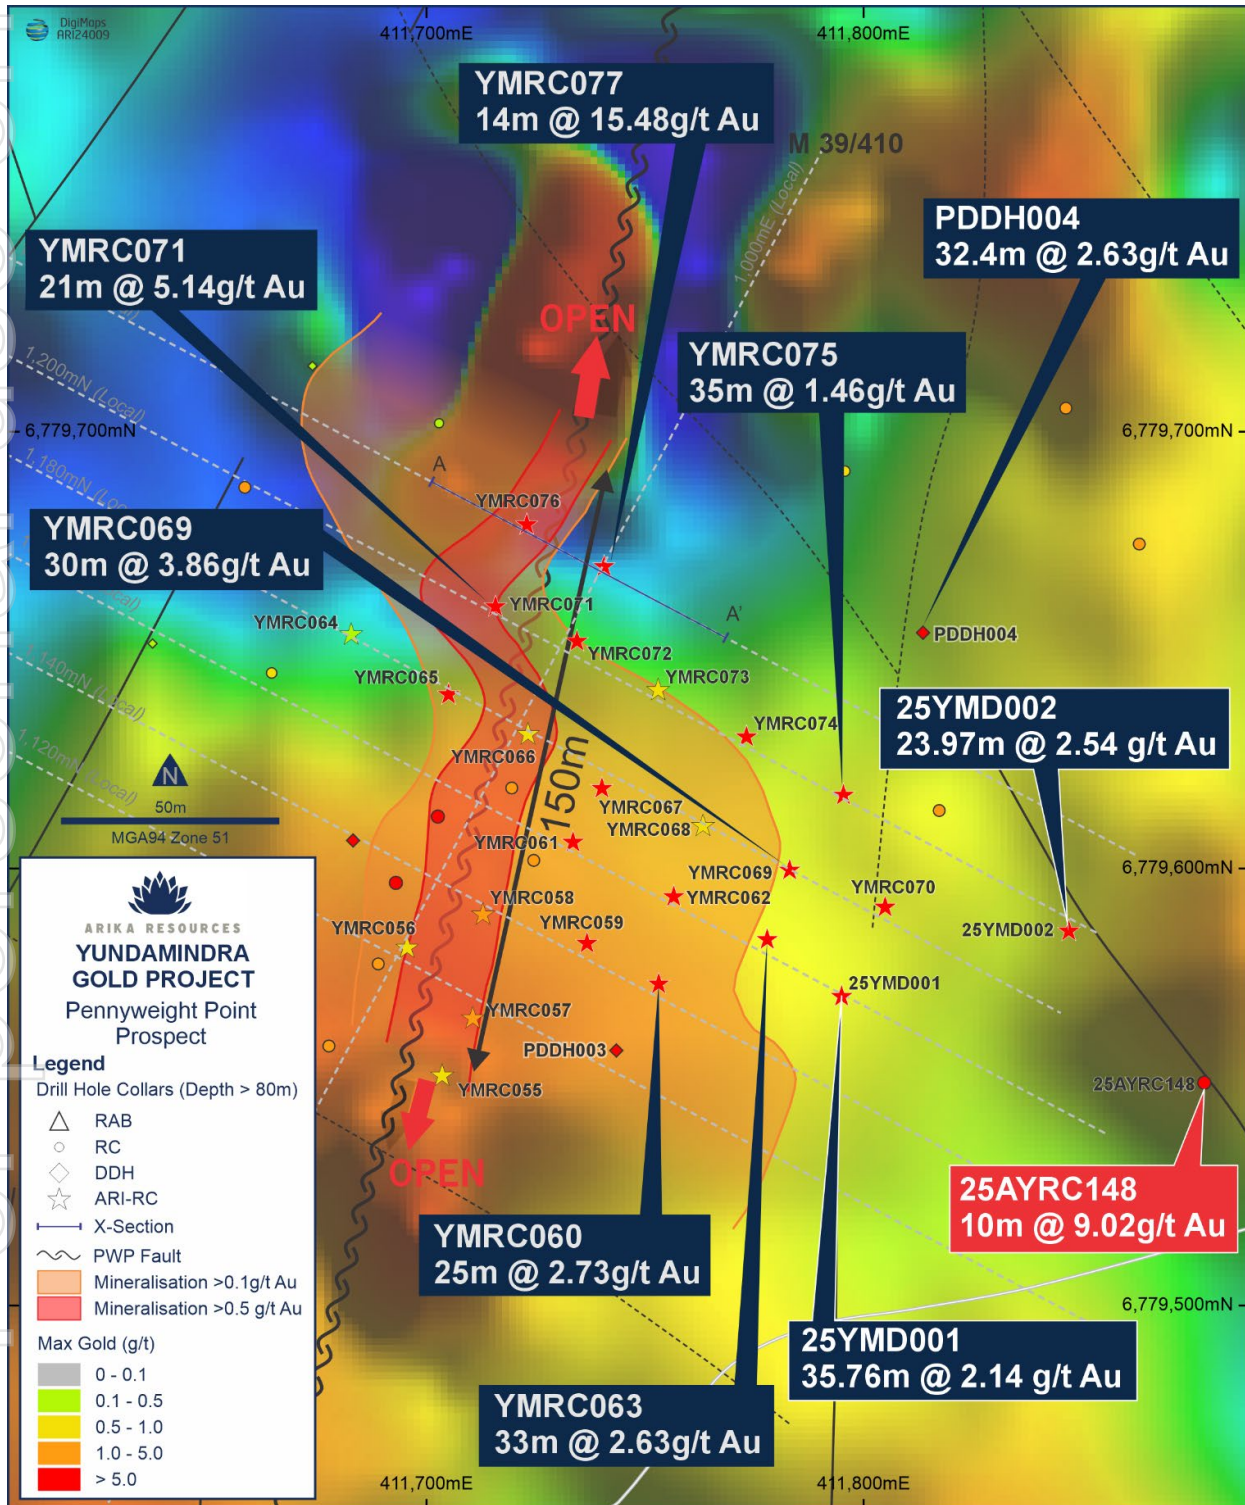 DigiMops
ARI24009
411,700mE
411,800mE
YMRC077
14m @ 15.48g/t Au
M 39/410
1,000mE (Local)
PDDH004
32.4m @ 2.63g/t Au
YMRC071
21m @ 5.14g/t Au
OPEN
YMRC075
35m @ 1.46g/t Au
1,200mN (Local)
6,779,700mN
6,779,700mN
1,180mN (Local)
A
YMRC076
YMRC069
30m @ 3.86g/t Au
YMRC071
A'
YMRC064
YMRC072
PDDH004
YMRC065
YMRC073
1,140mN (Local)
25YMD002
23.97m @ 2.54 g/t Au
YMRC074
YMRC066
1,120mN (Local)
N
150m
50m
YMRC067
YMRC068
MGA94 Zone 51
YMRC061
6,779,600mN
YMRC069
YMRC062
YMRC070
YMRC058
YMRC059
YMRC056
25YMD002
25YMD001
YMRC057
PDDH003
YMRC055
25AYRC148
OPEN
25AYRC148
10m @ 9.02g/t Au
YMRC060
25m @ 2.73g/t Au
6,779,500mN
25YMD001
35.76m @ 2.14 g/t Au
YMRC063
33m @ 2.63g/t Au
411,700mE
411,800mE
ARIKA RESOURCES
YUNDAMINDRA
GOLD PROJECT
Pennyweight Point
Prospect
Legend
Drill Hole Collars (Depth > 80m)
RAB
RC
DDH
ARI-RC
X-Section
PWP Fault
Mineralisation >0.1g/t Au
Mineralisation >0.5 g/t Au
Max Gold (g/t)
0 - 0.1
0.1 - 0.5
0.5 - 1.0
1.0 - 5.0
> 5.0